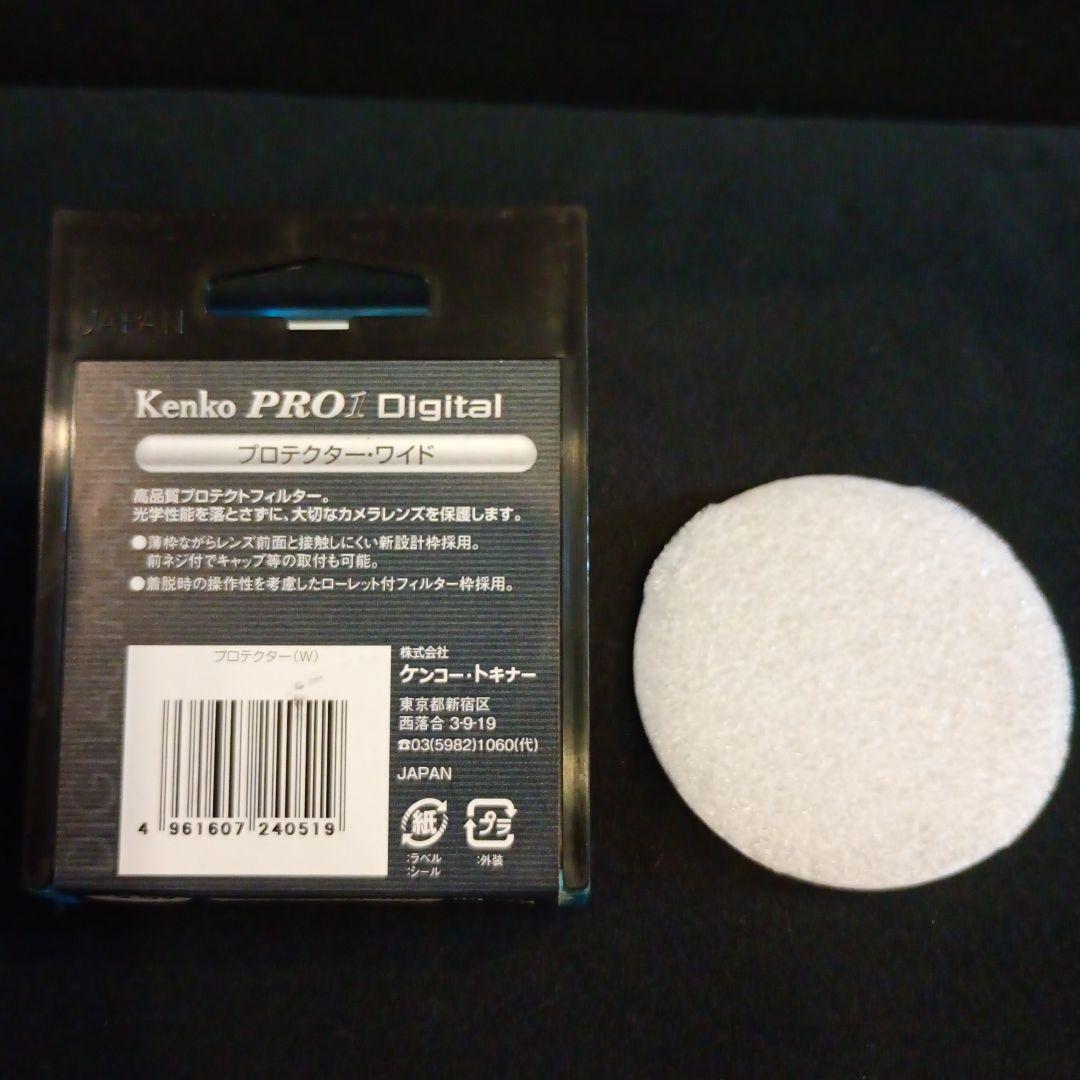 JAPAN
Kenko PRO1 Digital
プロテクター・ワイド
高品質プロテクトフィルター。
光学性能を落とさずに、大切なカメラレンズを保護します。
●薄枠ながらレンズ前面と接触しにくい新設計枠採用。
前ネジ付でキャップ等の取付も可能。
●着脱時の操作性を考慮したローレット付フィルター枠採用。
プロテクター(W)
4 961607 240519
株式会社
ケンコー・トキナー
東京都新宿区
西落合 3-9-19
☎03(5982)1060(代)
JAPAN
紙
:ラベル
:シール
プラ
:外装